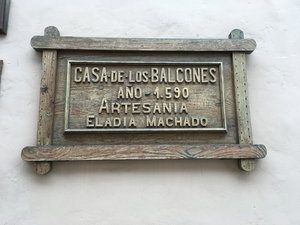 CASA·DE·LOS·BALCONES
AÑO·1.590
ARTESANIA
ELADIA MACHADO